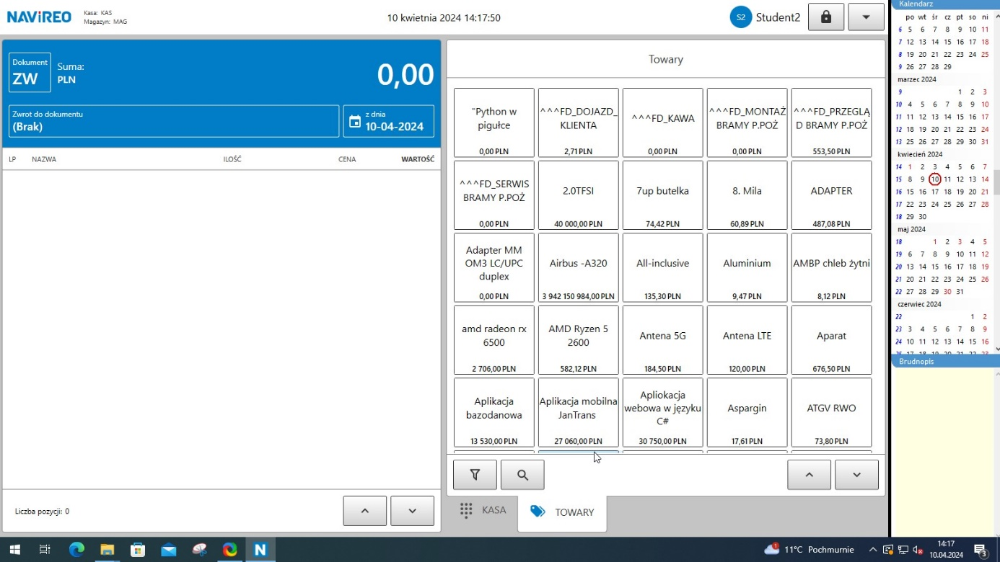 NAVIREO
Kasa: KAS
Magazyn: MAG
10 kwietnia 2024 14:17:50
S2 Student2
Dokument
ZW
Suma:
PLN
0,00
Zwrot do dokumentu
(Brak)
z dnia
10-04-2024
LP NAZWA ILOŚĆ CENA WARTOŚĆ
Liczba pozycji: 0
Towary
"Python w
pigułce
0,00 PLN
^^^FD_DOJAZD_
KLIENTA
2,71 PLN
^^^FD_KAWA
0,00 PLN
^^^FD_MONTAŻ
BRAMY P.POŻ
0,00 PLN
^^^FD_PRZEGLĄ
D BRAMY P.POŻ
553,50 PLN
^^^FD_SERWIS
BRAMY P.POŻ
0,00 PLN
2.0TFSI
40 000,00 PLN
7up butelka
74,42 PLN
8. Mila
60,89 PLN
ADAPTER
487,08 PLN
Adapter MM
OM3 LC/UPC
duplex
0,00 PLN
Airbus -A320
3 942 150 984,00 PLN
All-inclusive
135,30 PLN
Aluminium
9,47 PLN
AMBP chleb żytni
8,12 PLN
amd radeon rx
6500
2 706,00 PLN
AMD Ryzen 5
2600
582,12 PLN
Antena 5G
184,50 PLN
Antena LTE
120,00 PLN
Aparat
676,50 PLN
Aplikacja
bazodanowa
13 530,00 PLN
Aplikacja mobilna
JanTrans
27 060,00 PLN
Apliokacja
webowa w języku
C#
30 750,00 PLN
Aspargin
17,61 PLN
ATGV RWO
73,80 PLN
KASA
TOWARY
Kalendarz
po wt śr cz pt so ni
6 5 6 7 8 9 10 11
7 12 13 14 15 16 17 18
8 19 20 21 22 23 24 25
9 26 27 28 29
marzec 2024
9 1 2 3
10 4 5 6 7 8 9 10
11 11 12 13 14 15 16 17
12 18 19 20 21 22 23 24
13 25 26 27 28 29 30 31
kwiecień 2024
14 1 2 3 4 5 6 7
15 8 9 10 11 12 13 14
16 15 16 17 18 19 20 21
17 22 23 24 25 26 27 28
18 29 30
maj 2024
18 1 2 3 4 5
19 6 7 8 9 10 11 12
20 13 14 15 16 17 18 19
21 20 21 22 23 24 25 26
22 27 28 29 30 31
czerwiec 2024
22 1 2
23 3 4 5 6 7 8 9
24 10 11 12 13 14 15 16
Brudnopis
N
1
11°C Pochmurnie
14:17
10.04.2024
3